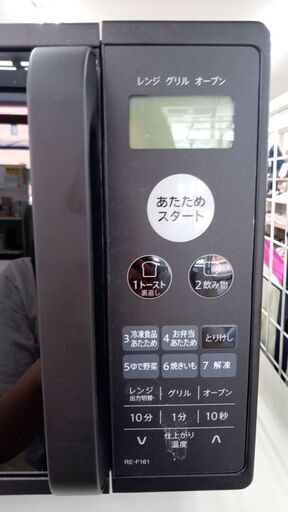 レンジ グリル オーブン
あたため
スタート
1トースト
裏返し
2飲み物
3 冷凍食品
あたため
4 お弁当
あたため
とりけし
5ゆで野菜
6焼きいも
7 解凍
レンジ
出力切替
グリル
オーブン
10分
1分
10秒
仕上がり
温度
RE-F161